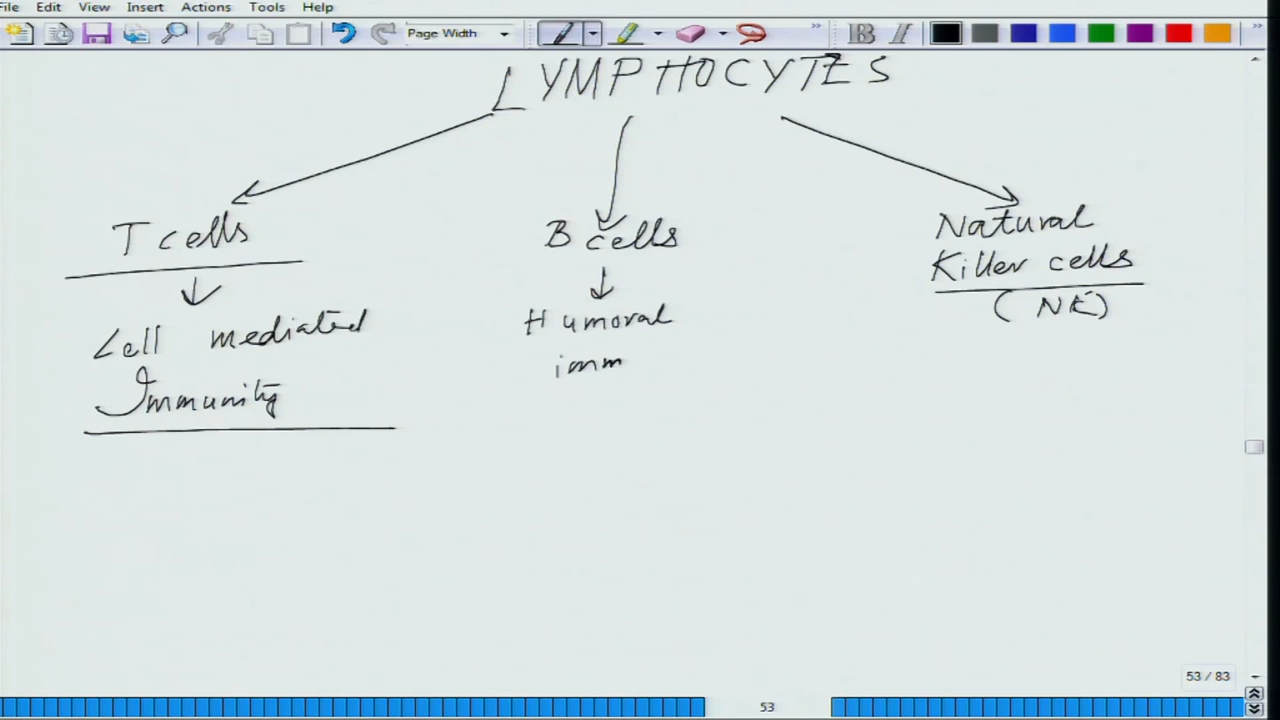 File Edit View Insert Actions Tools Help
Page Width
B I
LYMPHOCYTES
T cells
B cells
Natural
Killer cells
(NK)
Cell mediated
Immunity
Humoral
imm
53 / 83
53